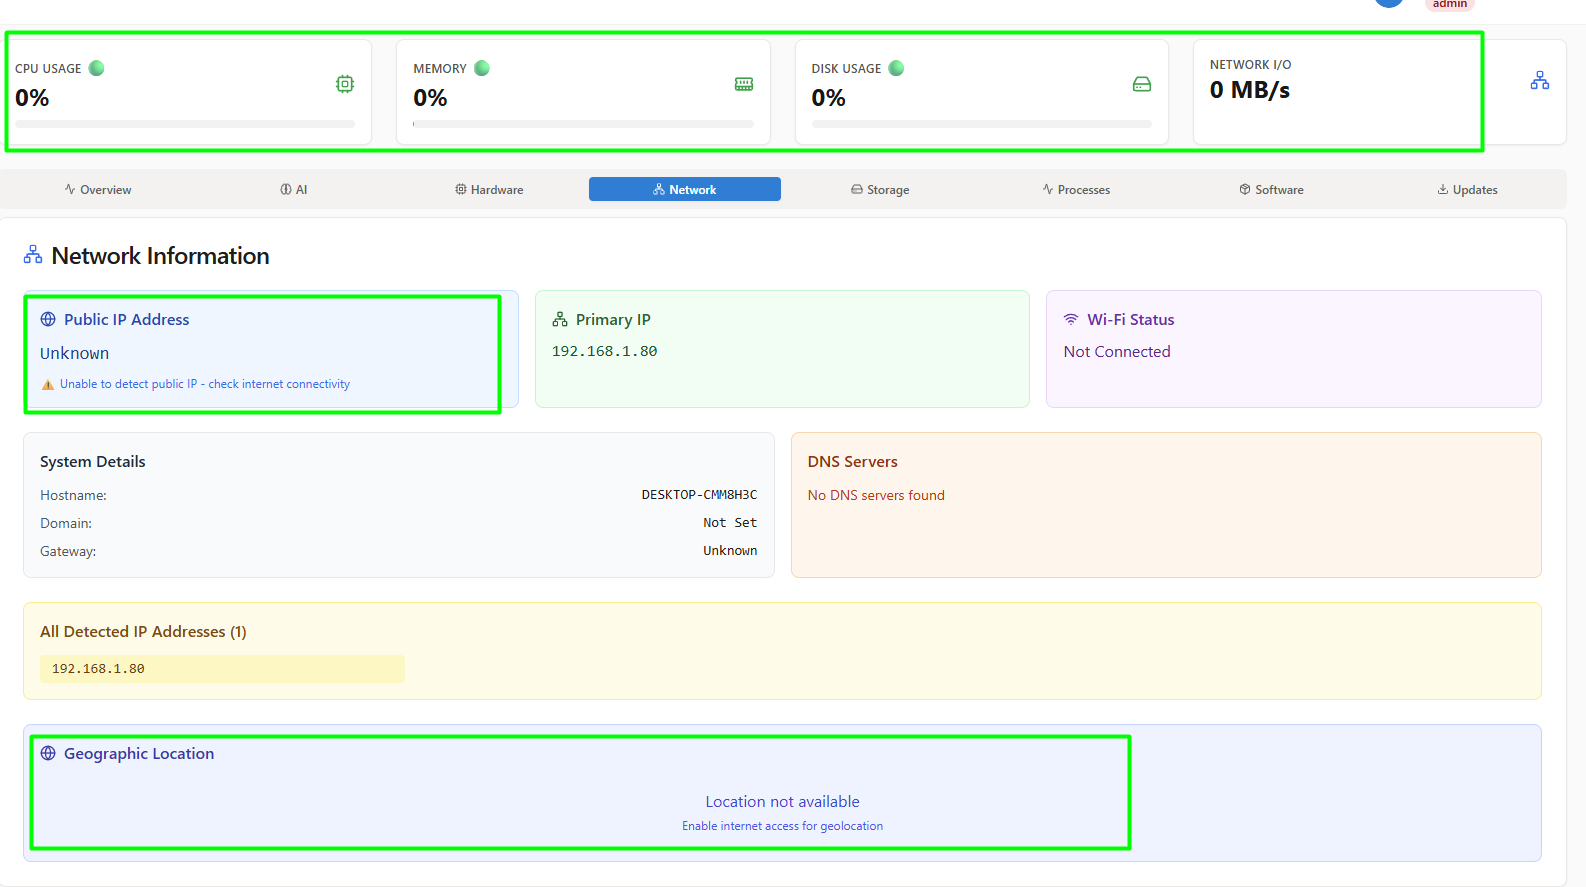 admin
CPU USAGE
0%
MEMORY
0%
DISK USAGE
0%
NETWORK I/O
0 MB/s
Overview
AI
Hardware
Network
Storage
Processes
Software
Updates
Network Information
Public IP Address
Unknown
Unable to detect public IP - check internet connectivity
Primary IP
192.168.1.80
Wi-Fi Status
Not Connected
System Details
Hostname: DESKTOP-CMM8H3C
Domain: Not Set
Gateway: Unknown
DNS Servers
No DNS servers found
All Detected IP Addresses (1)
192.168.1.80
Geographic Location
Location not available
Enable internet access for geolocation